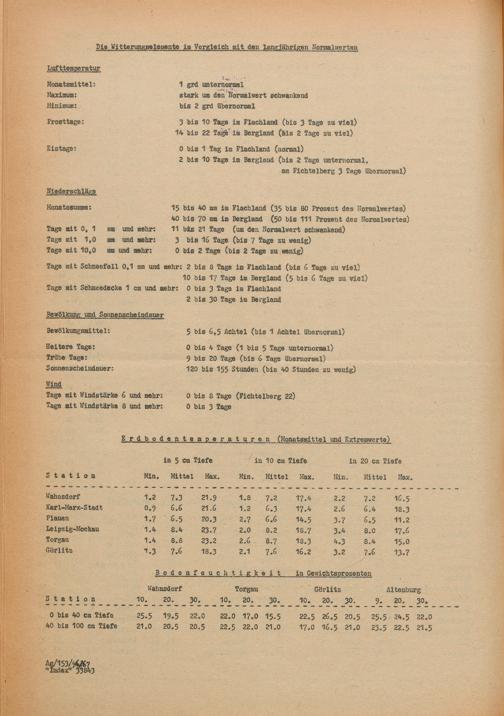 Die Witterungselemente im Vergleich mit den langjährigen Normalwerten
Lufttemperatur
Monatsmittel: 1 grd unternormal
Maximum: stark um den Normalwert schwankend
Minimum: bis 2 grd übernormal
Frosttage: 3 bis 10 Tage im Flachland (bis 3 Tage zu viel)
14 bis 22 Tage im Bergland (bis 2 Tage zu viel)
Eistage: 0 bis 1 Tag im Flachland (normal)
2 bis 10 Tage im Bergland (bis 2 Tage unternormal,
am Fichtelberg 3 Tage übernormal)
Niederschläge
Monatssumme: 15 bis 40 mm im Flachland (35 bis 80 Prozent des Normalwertes)
40 bis 70 mm im Bergland (50 bis 111 Prozent des Normalwertes)
Tage mit 0,1 mm und mehr: 11 bis 21 Tage (um den Normalwert schwankend)
Tage mit 1,0 mm und mehr: 3 bis 16 Tage (bis 7 Tage zu wenig)
Tage mit 10,0 mm und mehr: 0 bis 2 Tage (bis 2 Tage zu wenig)
Tage mit Schneefall 0,1 mm und mehr: 2 bis 8 Tage im Flachland (bis 6 Tage zu viel)
10 bis 17 Tage im Bergland (5 bis 6 Tage zu viel)
Tage mit Schneedecke 1 cm und mehr: 0 bis 3 Tage im Flachland
2 bis 30 Tage im Bergland
Bewölkung und Sonnenscheindauer
Bewölkungsmittel: 5 bis 6,5 Achtel (bis 1 Achtel übernormal)
Heitere Tage: 0 bis 4 Tage (1 bis 5 Tage unternormal)
Trübe Tage: 9 bis 20 Tage (bis 6 Tage übernormal)
Sonnenscheindauer: 120 bis 155 Stunden (bis 40 Stunden zu wenig)
Wind
Tage mit Windstärke 6 und mehr: 0 bis 8 Tage (Fichtelberg 22)
Tage mit Windstärke 8 und mehr: 0 bis 3 Tage
Erdbodentemperaturen (Monatsmittel und Extremwerte)
in 5 cm Tiefe in 10 cm Tiefe in 20 cm Tiefe
Station Min. Mittel Max. Min. Mittel Max. Min. Mittel Max.
Wahnsdorf 1.2 7.3 21.9 1.8 7.2 17.4 2.2 7.2 16.5
Karl-Marx-Stadt 0.9 6.6 21.6 1.2 6.3 17.4 2.6 6.4 18.3
Plauen 1.7 6.5 20.3 2.7 6.6 14.5 3.7 6.5 11.2
Leipzig-Mockau 1.4 8.4 23.7 2.0 8.2 18.7 3.4 8.0 17.6
Torgau 1.4 8.8 23.2 2.6 8.7 18.3 4.3 8.4 15.0
Görlitz 1.3 7.6 18.3 2.1 7.6 16.2 3.2 7.6 13.7
Bodenfeuchtigkeit in Gewichtsprozenten
Wahnsdorf Torgau Görlitz Altenburg
Station 10. 20. 30. 10. 20. 30. 10. 20. 30. 9. 20. 30.
0 bis 40 cm Tiefe 25.5 19.5 22.0 22.0 17.0 15.5 22.5 26.5 20.5 25.5 24.5 22.0
40 bis 100 cm Tiefe 21.0 20.5 20.5 22.5 22.0 21.0 17.0 16.5 21.0 23.5 22.5 21.5
"Index" 33843